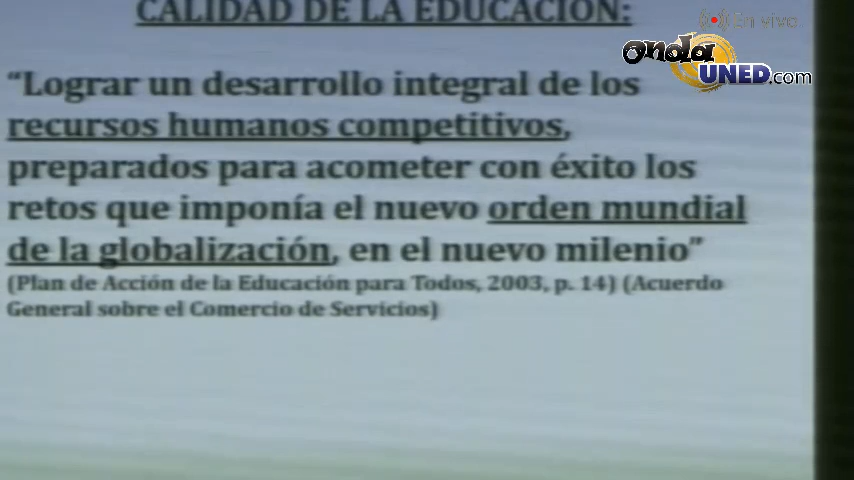 CALIDAD DE LA EDUCACIÓN:
En vivo
onda
UNED.com
“Lograr un desarrollo integral de los
recursos humanos competitivos,
preparados para acometer con éxito los
retos que imponía el nuevo orden mundial
de la globalización, en el nuevo milenio”
(Plan de Acción de la Educación para Todos, 2003, p. 14) (Acuerdo
General sobre el Comercio de Servicios)